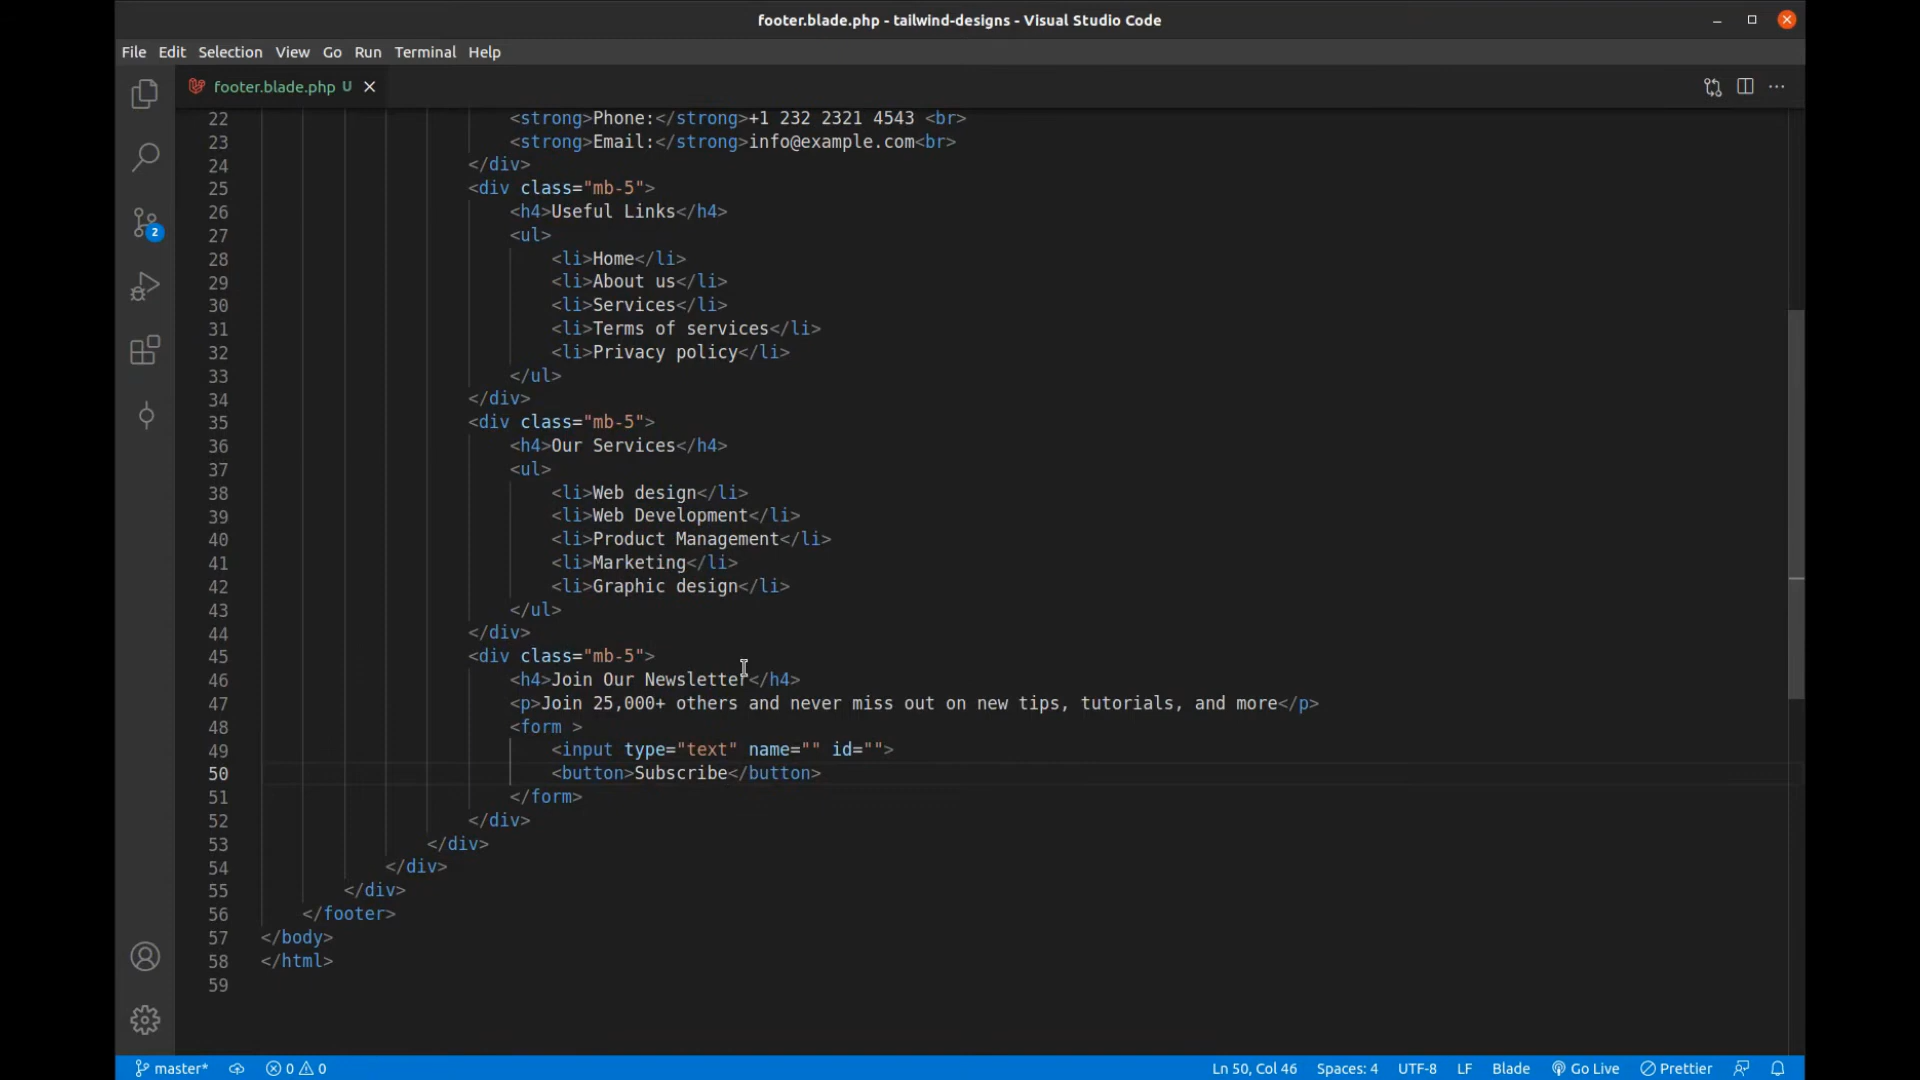 footer.blade.php - tailwind-designs - Visual Studio Code
File Edit Selection View Go Run Terminal Help
footer.blade.php U
22 <strong>Phone:</strong>+1 232 2321 4543 <br>
23 <strong>Email:</strong>info@example.com<br>
24 </div>
25 <div class="mb-5">
26 <h4>Useful Links</h4>
27 <ul>
28 <li>Home</li>
29 <li>About us</li>
30 <li>Services</li>
31 <li>Terms of services</li>
32 <li>Privacy policy</li>
33 </ul>
34 </div>
35 <div class="mb-5">
36 <h4>Our Services</h4>
37 <ul>
38 <li>Web design</li>
39 <li>Web Development</li>
40 <li>Product Management</li>
41 <li>Marketing</li>
42 <li>Graphic design</li>
43 </ul>
44 </div>
45 <div class="mb-5">
46 <h4>Join Our Newsletter</h4>
47 <p>Join 25,000+ others and never miss out on new tips, tutorials, and more</p>
48 <form >
49 <input type="text" name="" id="">
50 <button>Subscribe</button>
51 </form>
52 </div>
53 </div>
54 </div>
55 </div>
56 </footer>
57 </body>
58 </html>
59
2
master* 0 0 Ln 50, Col 46 Spaces: 4 UTF-8 LF Blade Go Live Prettier